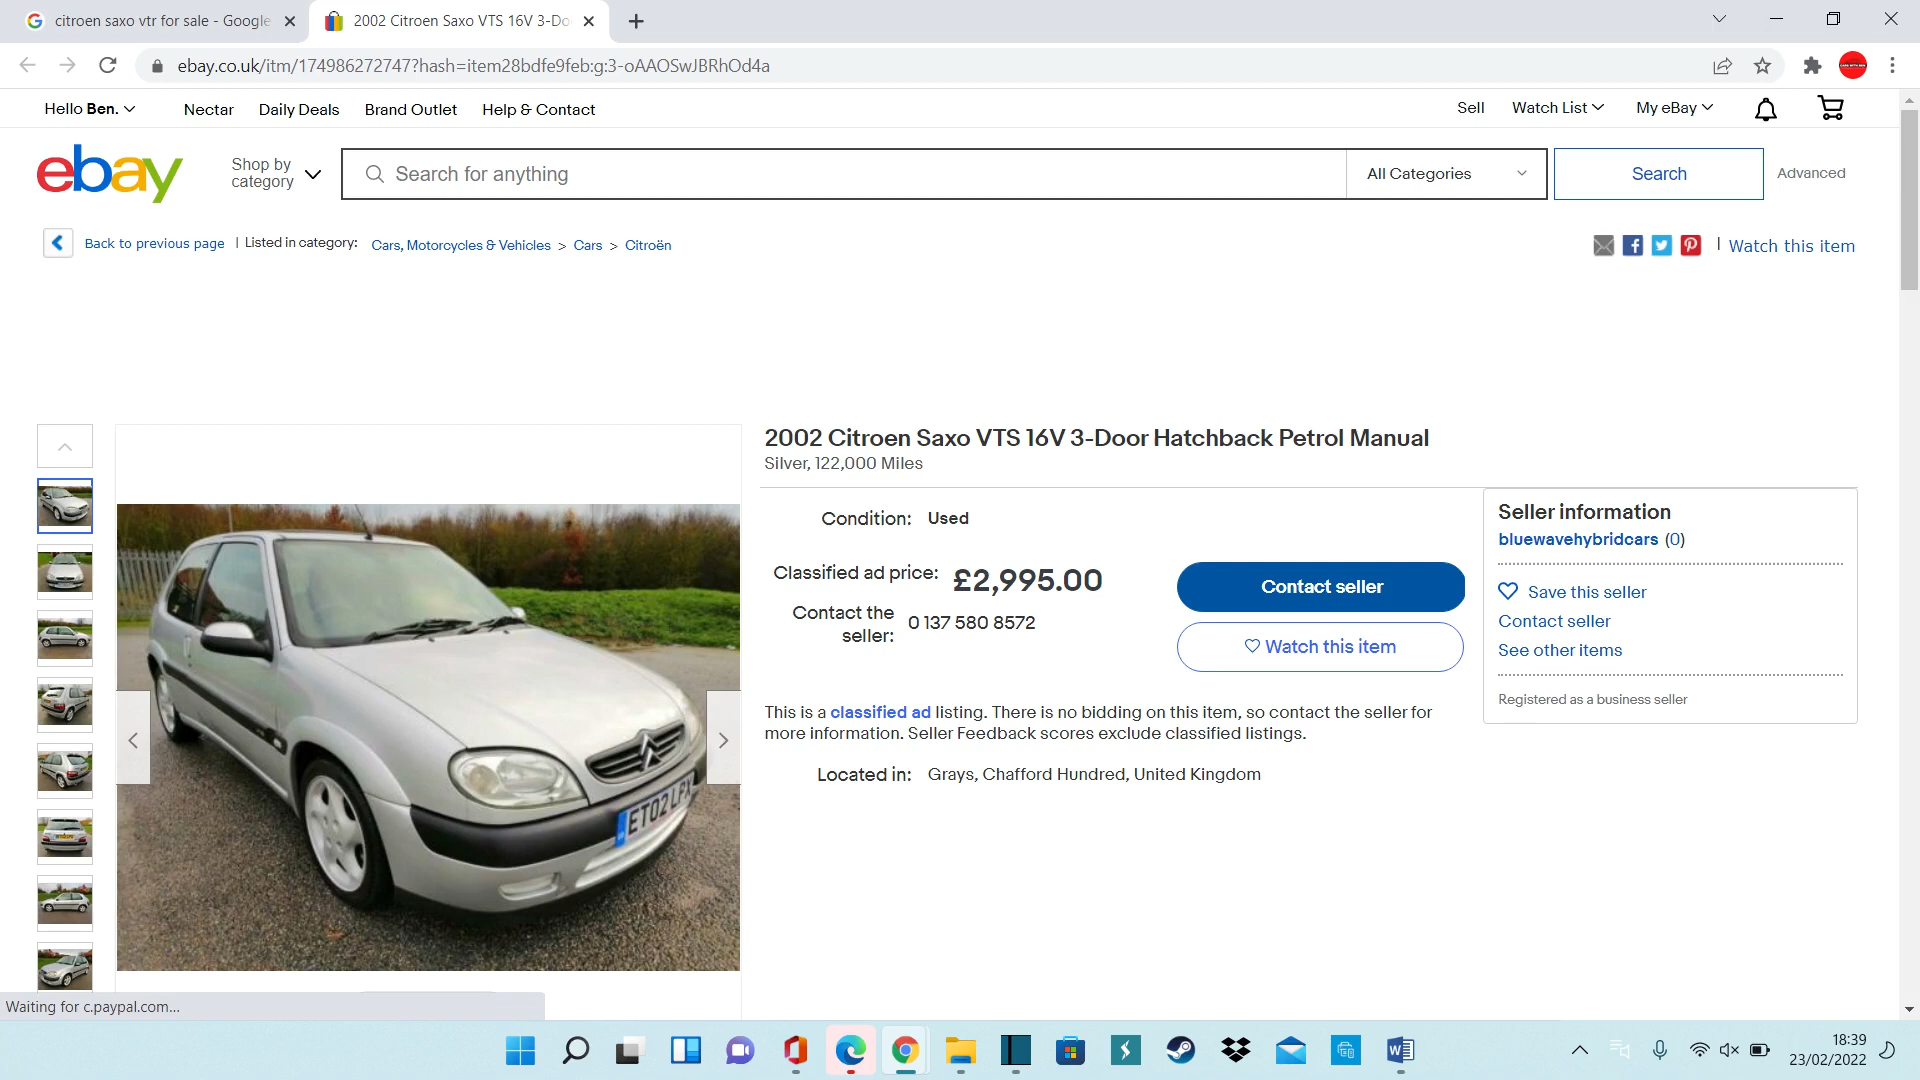 citroen saxo vtr for sale - Google
2002 Citroen Saxo VTS 16V 3-Do
ebay.co.uk/itm/174986272747?hash=item28bdfe9feb:g:3-oAAOSwJBRhOd4a
Hello Ben. Nectar Daily Deals Brand Outlet Help & Contact Sell Watch List My eBay
ebay
Shop by
category
Search for anything All Categories Search Advanced
Back to previous page | Listed in category: Cars, Motorcycles & Vehicles > Cars > Citroën | Watch this item
2002 Citroen Saxo VTS 16V 3-Door Hatchback Petrol Manual
Silver, 122,000 Miles
Condition: Used
Classified ad price: £2,995.00
Contact the
seller: 0 137 580 8572
Contact seller
Watch this item
This is a classified ad listing. There is no bidding on this item, so contact the seller for
more information. Seller Feedback scores exclude classified listings.
Located in: Grays, Chafford Hundred, United Kingdom
Seller information
bluewavehybridcars (0)
Save this seller
Contact seller
See other items
Registered as a business seller
ET02 LFX
Waiting for c.paypal.com...
18:39
23/02/2022